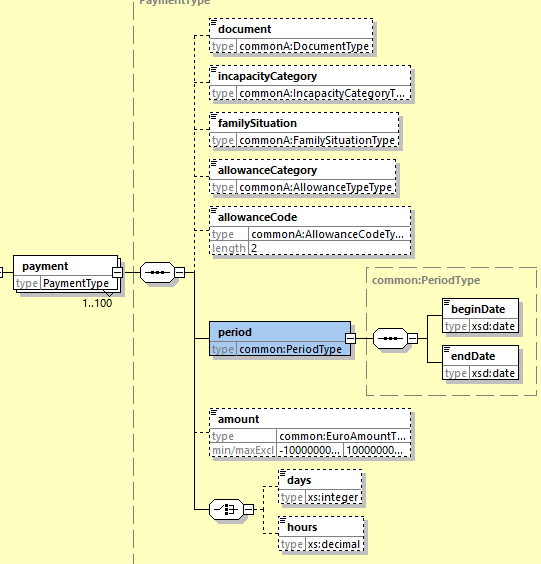 PaymentType
document
type commonA:DocumentType
incapacityCategory
type commonA:IncapacityCategoryT...
familySituation
type commonA:FamilySituationType
allowanceCategory
type commonA:AllowanceTypeType
allowanceCode
type commonA:AllowanceCodeTy...
length 2
payment
type PaymentType
1..100
common:PeriodType
period
type common:PeriodType
beginDate
type xsd:date
endDate
type xsd:date
amount
type common:EuroAmountT...
min/maxExcl -10000000... 10000000...
days
type xs:integer
hours
type xs:decimal